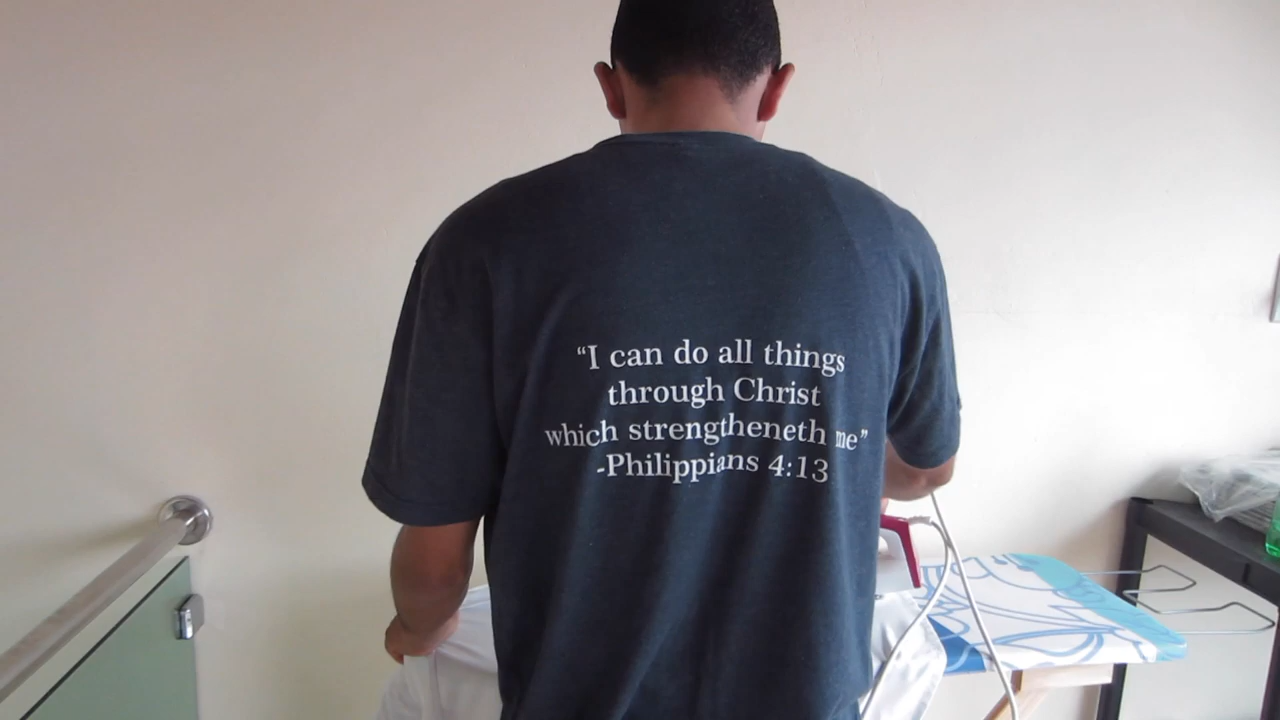 “I can do all things
through Christ
which strengtheneth me”
-Philippians 4:13